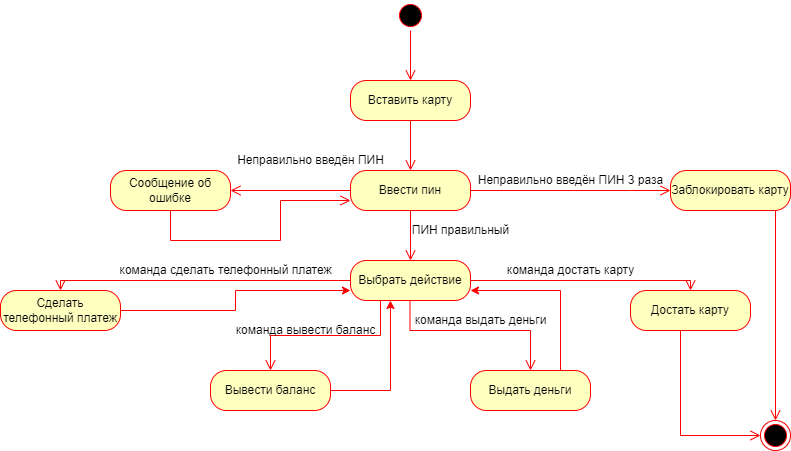 Вставить карту
Неправильно введён ПИН
Сообщение об
ошибке
Ввести пин
Неправильно введён ПИН 3 раза
Заблокировать карту
ПИН правильный
команда сделать телефонный платеж
Выбрать действие
команда достать карту
Сделать
телефонный платеж
Достать карту
команда вывести баланс
команда выдать деньги
Вывести баланс
Выдать деньги